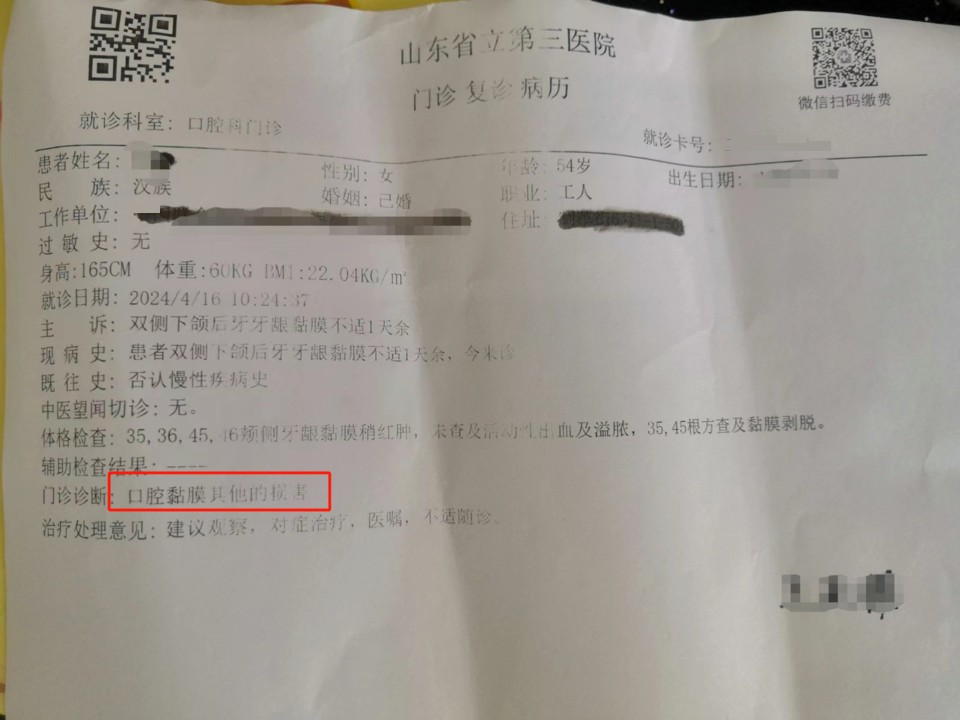 山东省立第三医院
门诊 复诊 病历
微信扫码缴费
就诊科室: 口腔科门诊
就诊卡号:
患者姓名: 性别: 女 年龄: 54岁 出生日期:
民 族: 汉族 婚姻: 已婚 职业: 工人
工作单位: 住址:
过敏 史: 无
身高:165CM 体重:60KG BMI:22.04KG/m²
就诊日期: 2024/4/16 10:24:37
主 诉: 双侧下颌后牙牙龈黏膜不适1天余
现 病 史: 患者双侧下颌后牙牙龈黏膜不适1天余, 今来诊
既 往 史: 否认慢性疾病史
中医望闻切诊: 无。
体格检查: 35,36,45,46颊侧牙龈黏膜稍红肿, 未查及活动性出血及溢脓, 35,45根方查及黏膜剥脱。
辅助检查结果: ----
门诊诊断: 口腔黏膜其他的损害
治疗处理意见: 建议观察, 对症治疗, 医嘱, 不适随诊。